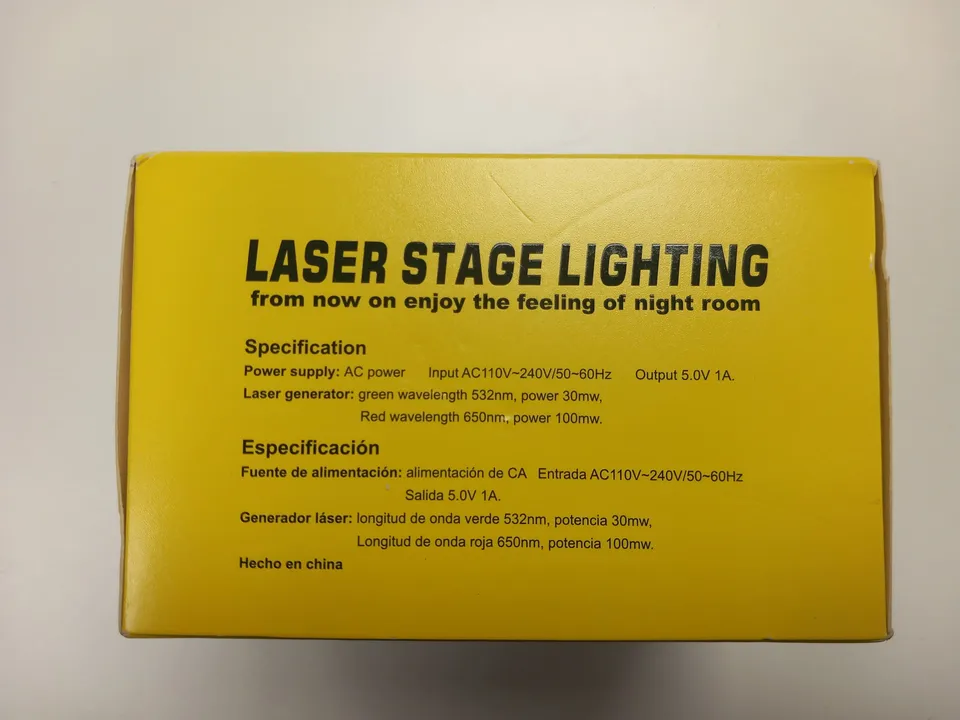 LASER STAGE LIGHTING
from now on enjoy the feeling of night room
Specification
Power supply: AC power Input AC110V~240V/50~60Hz Output 5.0V 1A.
Laser generator: green wavelength 532nm, power 30mw,
Red wavelength 650nm, power 100mw.
Especificación
Fuente de alimentación: alimentación de CA Entrada AC110V~240V/50~60Hz
Salida 5.0V 1A.
Generador láser: longitud de onda verde 532nm, potencia 30mw,
Longitud de onda roja 650nm, potencia 100mw.
Hecho en china